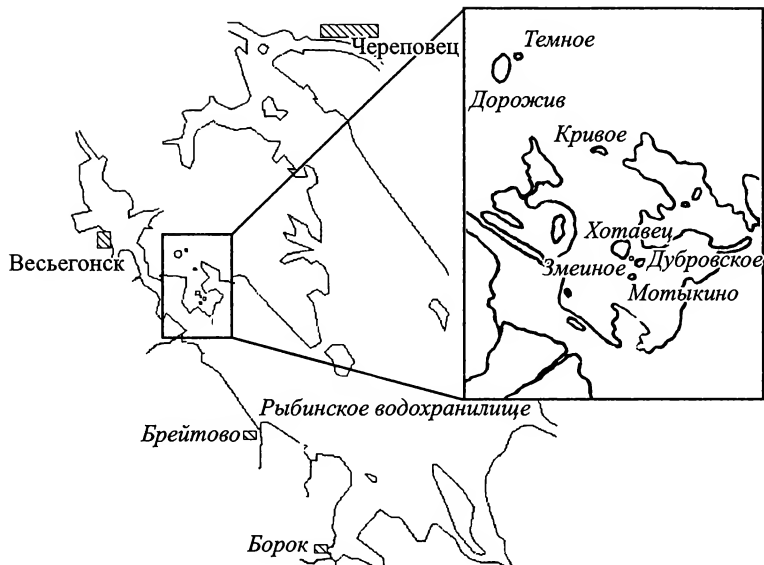 Череповец
Темное
Дорожив
Кривое
Хотавец
Дубровское
Змеиное
Мотыкино
Весьегонск
Рыбинское водохранилище
Брейтово
Борок